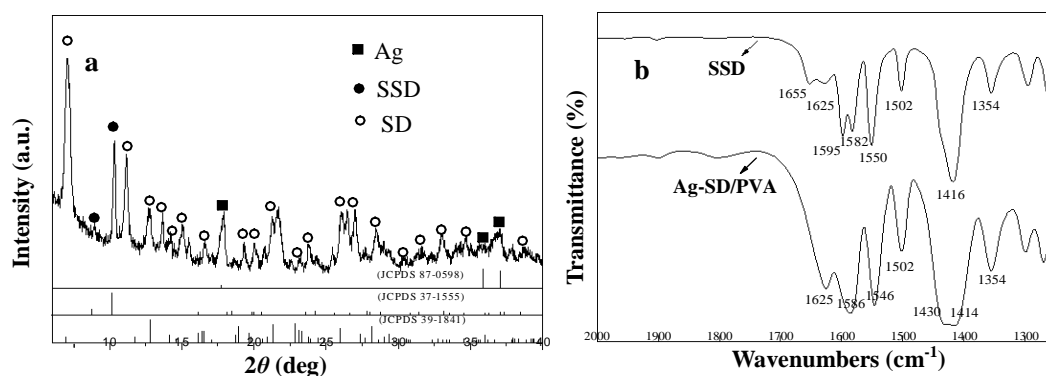 a
Ag
SSD
SD
Intensity (a.u.)
(JCPDS 87-0598)
(JCPDS 37-1555)
(JCPDS 39-1841)
10 15 20 25 30 35 40
2θ (deg)
b
SSD
1655
1625
1595
1582
1550
1502
1416
1354
Ag-SD/PVA
1625
1586
1546
1502
1430
1414
1354
Transmittance (%)
2000 1900 1800 1700 1600 1500 1400 1300
Wavenumbers (cm-1)